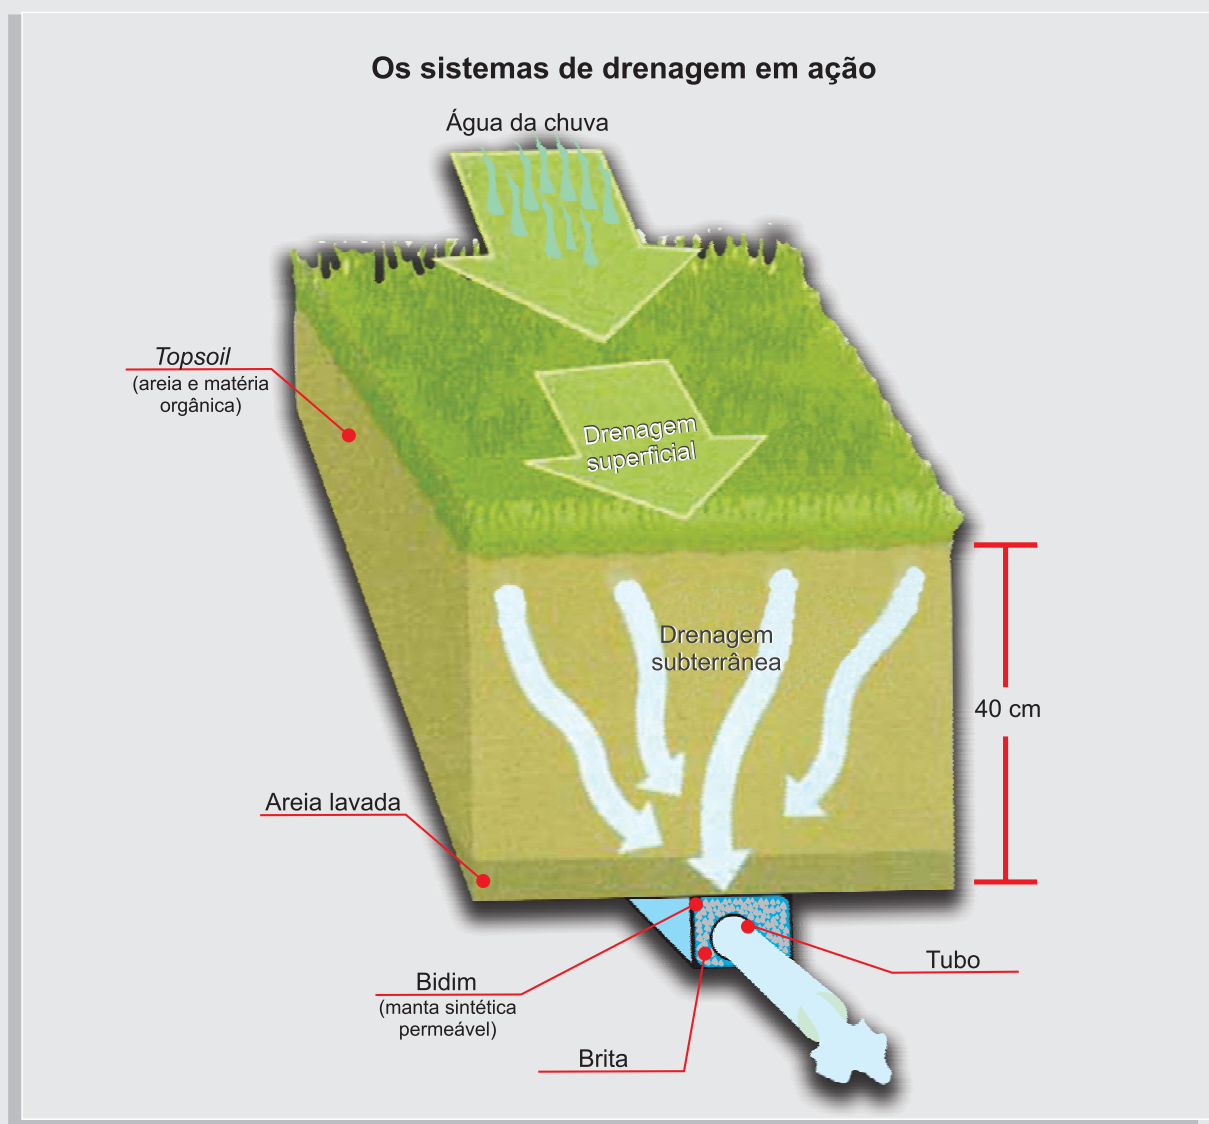 Os sistemas de drenagem em ação
Água da chuva
Topsoil
(areia e matéria
orgânica)
Drenagem
superficial
Drenagem
subterrânea
40 cm
Areia lavada
Tubo
Bidim
(manta sintética
permeável)
Brita